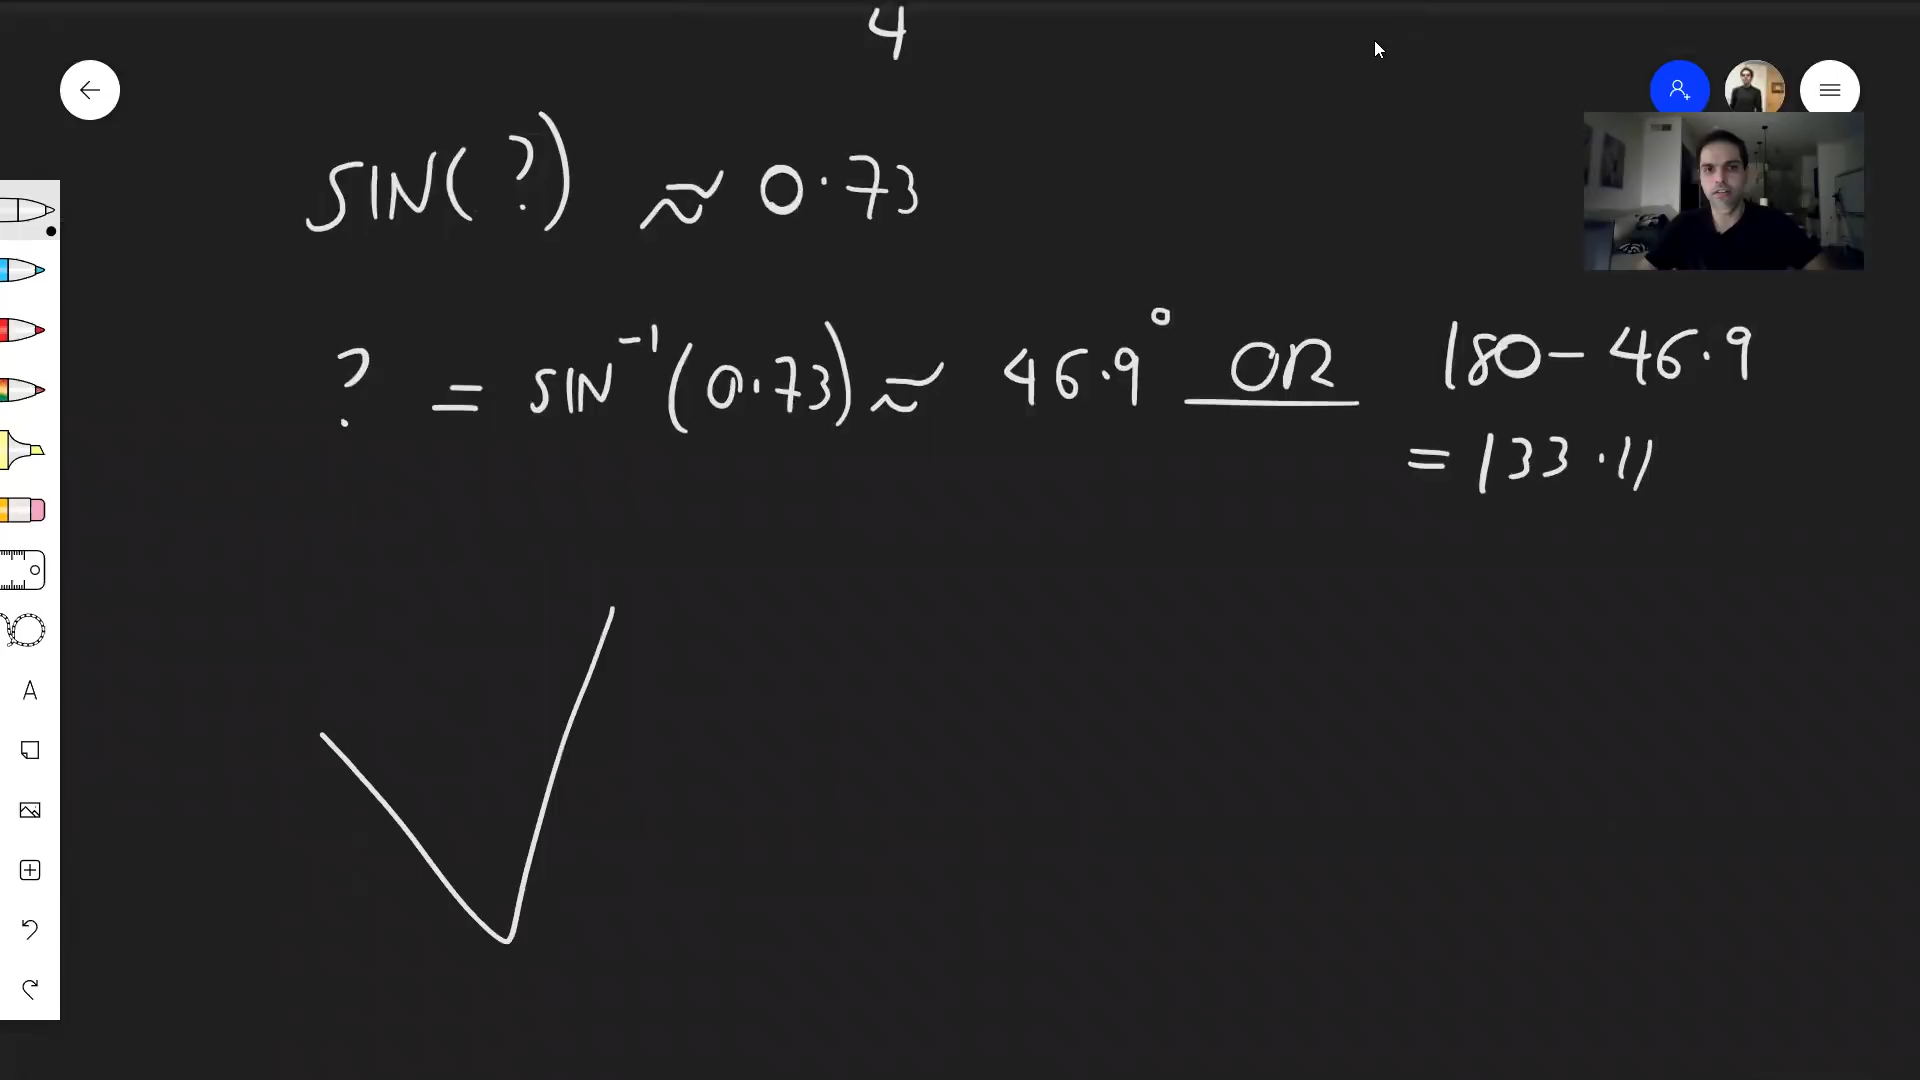 4
SIN(?) ≈ 0.73
? = SIN⁻¹(0.73) ≈ 46.9° OR 180 - 46.9
= 133.11
A